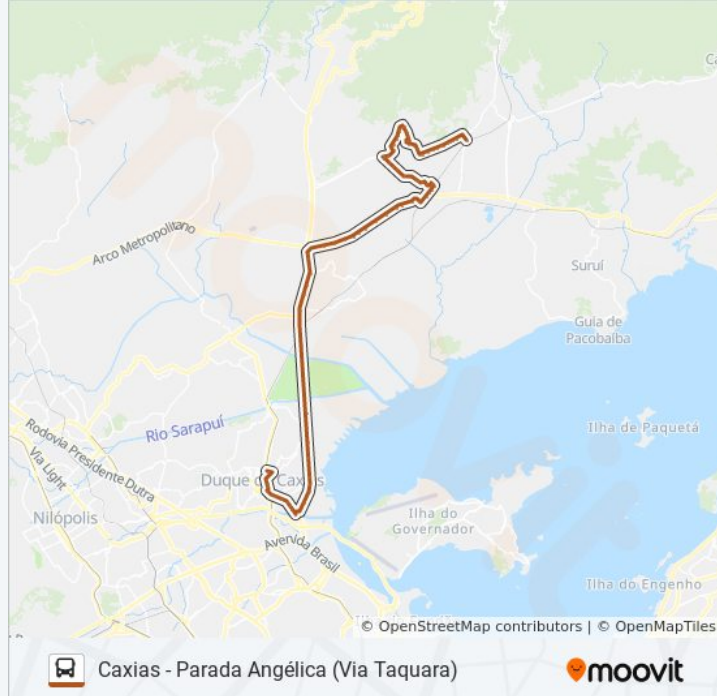 Arco Metropolitano
Suruí
Guia de
Pacobaíba
Rio Sarapuí
Ilha de Paquetá
Rodovia Presidente Dutra
Via Light
Duque de Caxias
Nilópolis
Ilha do
Governador
Avenida Brasil
Ilha do Engenho
© OpenStreetMap contributors | © OpenMapTiles
Caxias - Parada Angélica (Via Taquara)
moovit